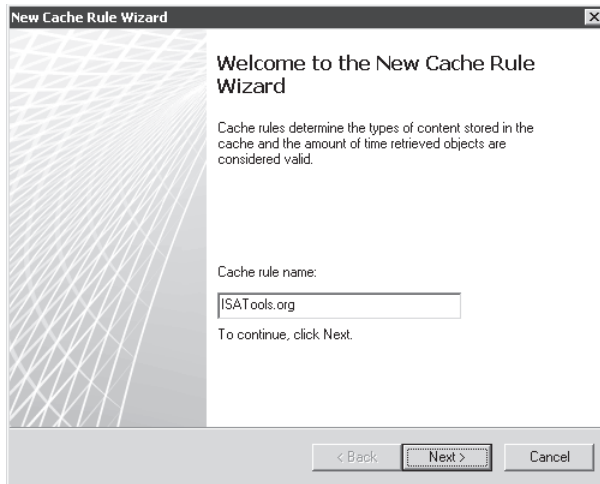 New Cache Rule Wizard
Welcome to the New Cache Rule
Wizard
Cache rules determine the types of content stored in the
cache and the amount of time retrieved objects are
considered valid.
Cache rule name:
ISATools.org
To continue, click Next.
< Back
Next >
Cancel